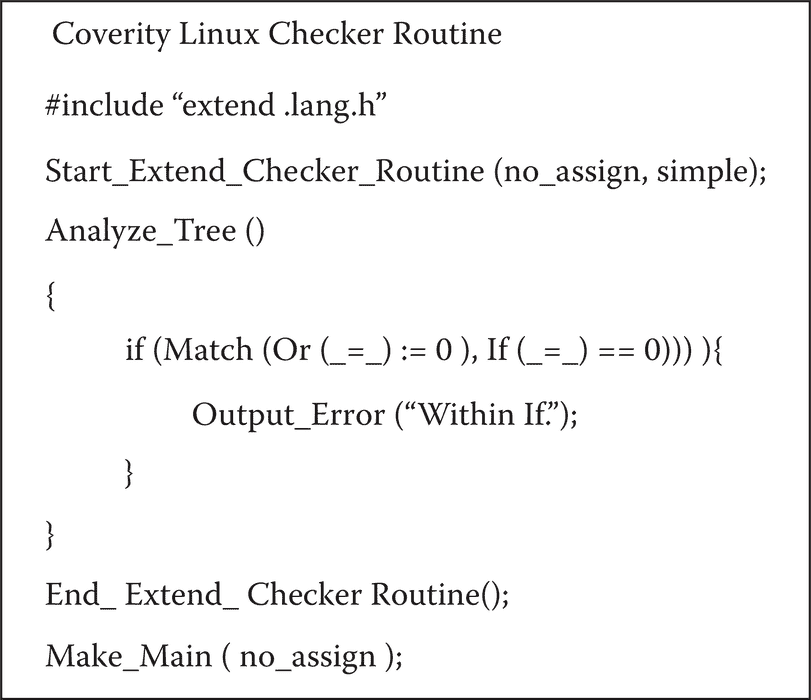 Coverity Linux Checker Routine
#include “extend .lang.h”
Start_Extend_Checker_Routine (no_assign, simple);
Analyze_Tree ()
{
if (Match (Or (_=_) := 0 ), If (_=_) == 0))) ){
Output_Error (“Within If.”);
}
}
End_ Extend_ Checker Routine();
Make_Main ( no_assign );